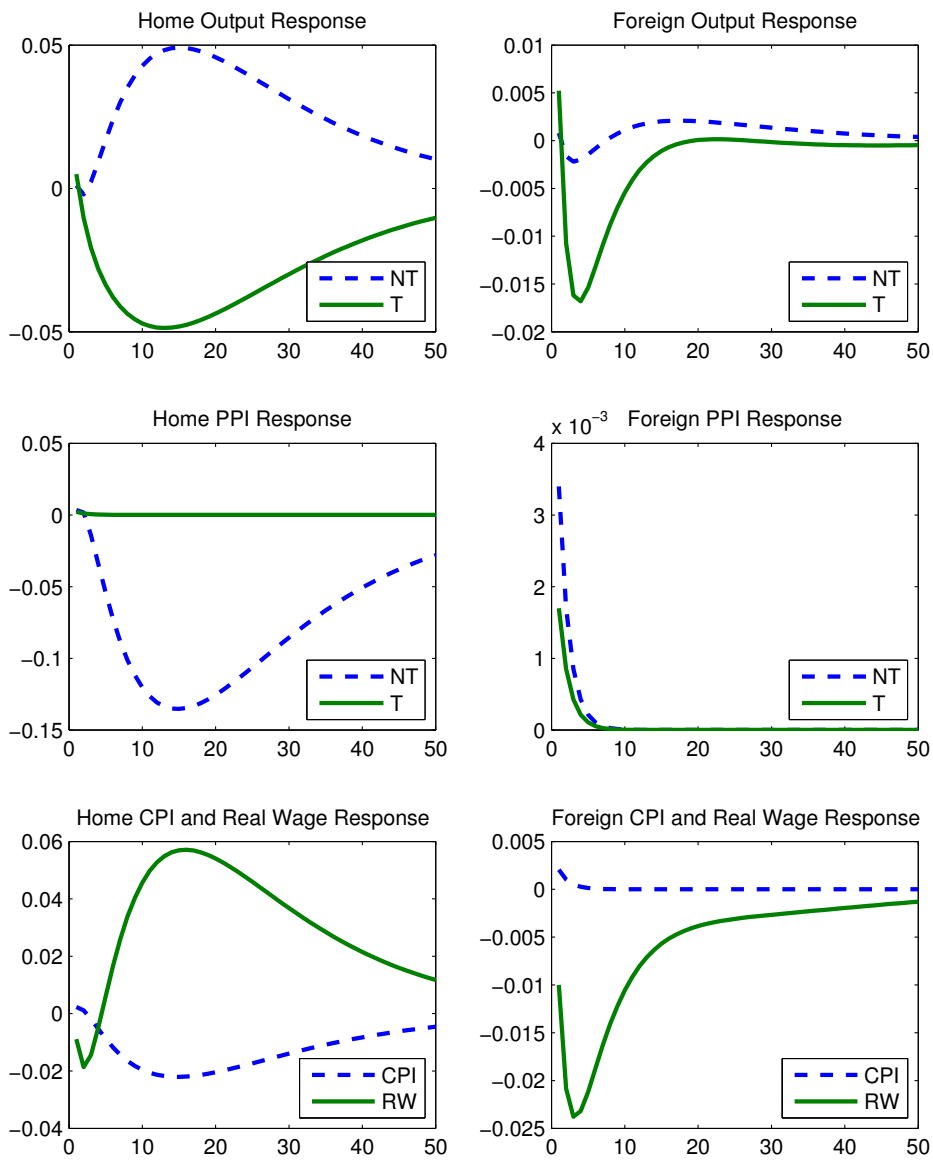 Home Output Response
0.05
0
−0.05
0 10 20 30 40 50
NT
T
Foreign Output Response
0.01
0.005
0
−0.005
−0.01
−0.015
−0.02
0 10 20 30 40 50
NT
T
Home PPI Response
0.05
0
−0.05
−0.1
−0.15
0 10 20 30 40 50
NT
T
Foreign PPI Response
x 10−3
4
3
2
1
0
0 10 20 30 40 50
NT
T
Home CPI and Real Wage Response
0.06
0.04
0.02
0
−0.02
−0.04
0 10 20 30 40 50
CPI
RW
Foreign CPI and Real Wage Response
0.005
0
−0.005
−0.01
−0.015
−0.02
−0.025
0 10 20 30 40 50
CPI
RW